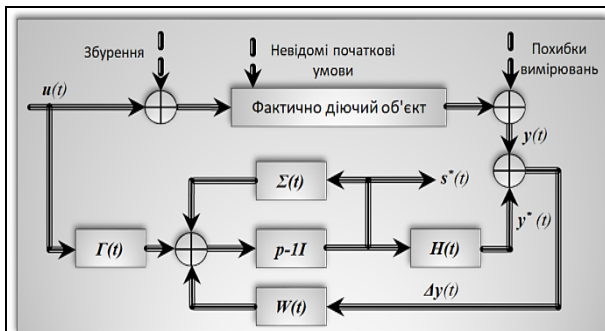 Збурення
Невідомі початкові
умови
Похибки
вимірювань
u(t)
Фактично діючий об'єкт
y(t)
Σ(t)
s*(t)
Γ(t)
p-1I
H(t)
y*(t)
W(t)
Δy(t)